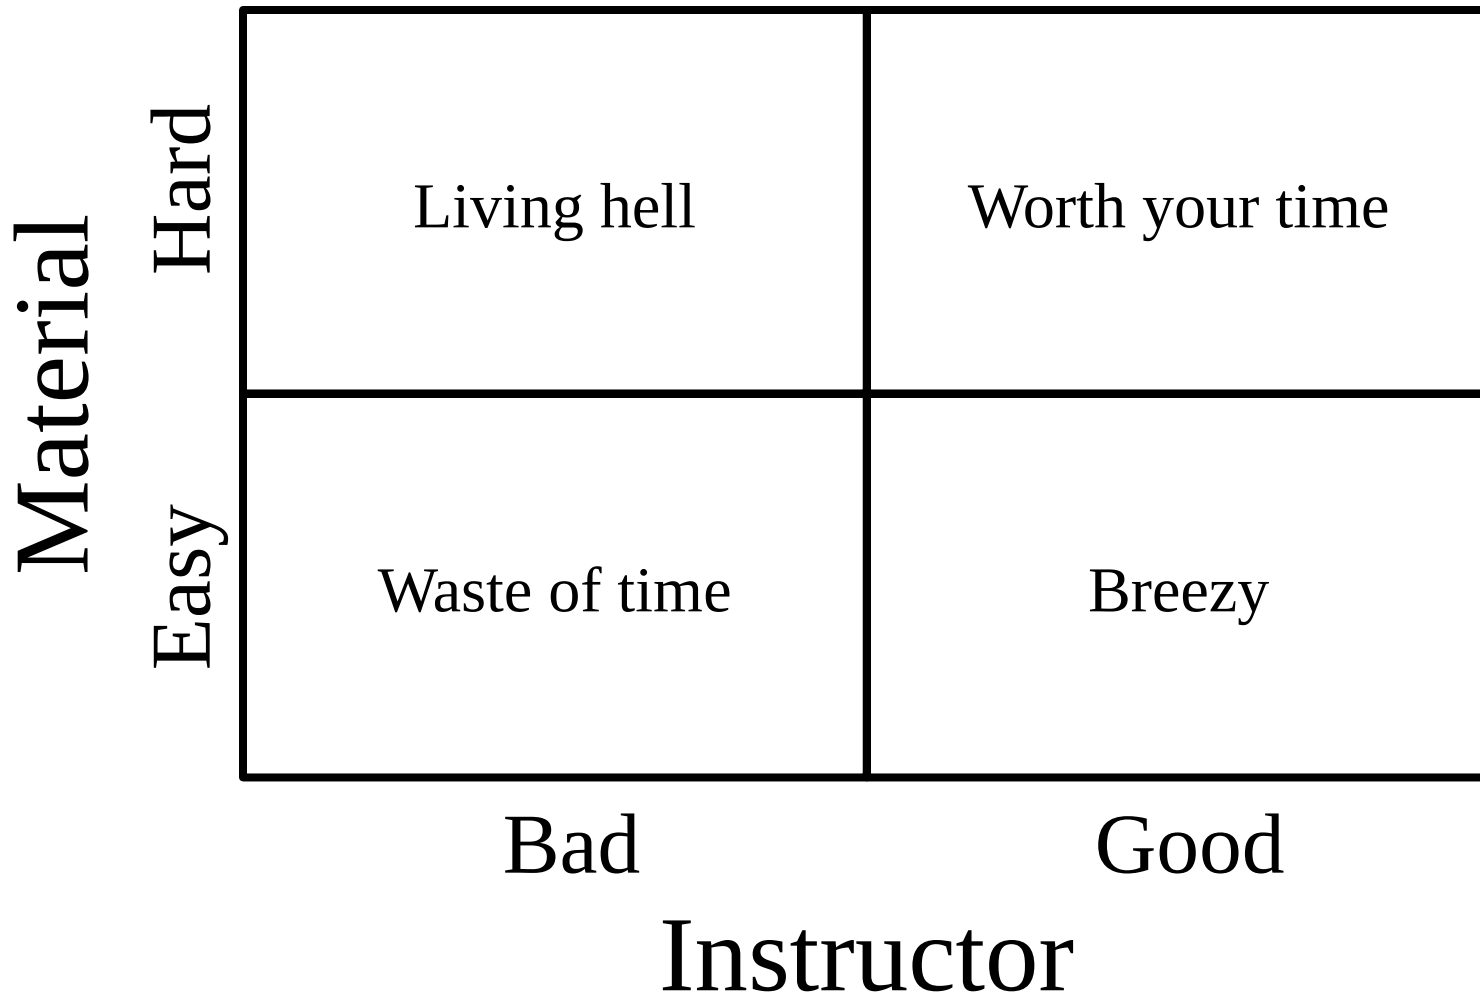 Material
Hard
Living hell
Worth your time
Easy
Waste of time
Breezy
Bad
Good
Instructor